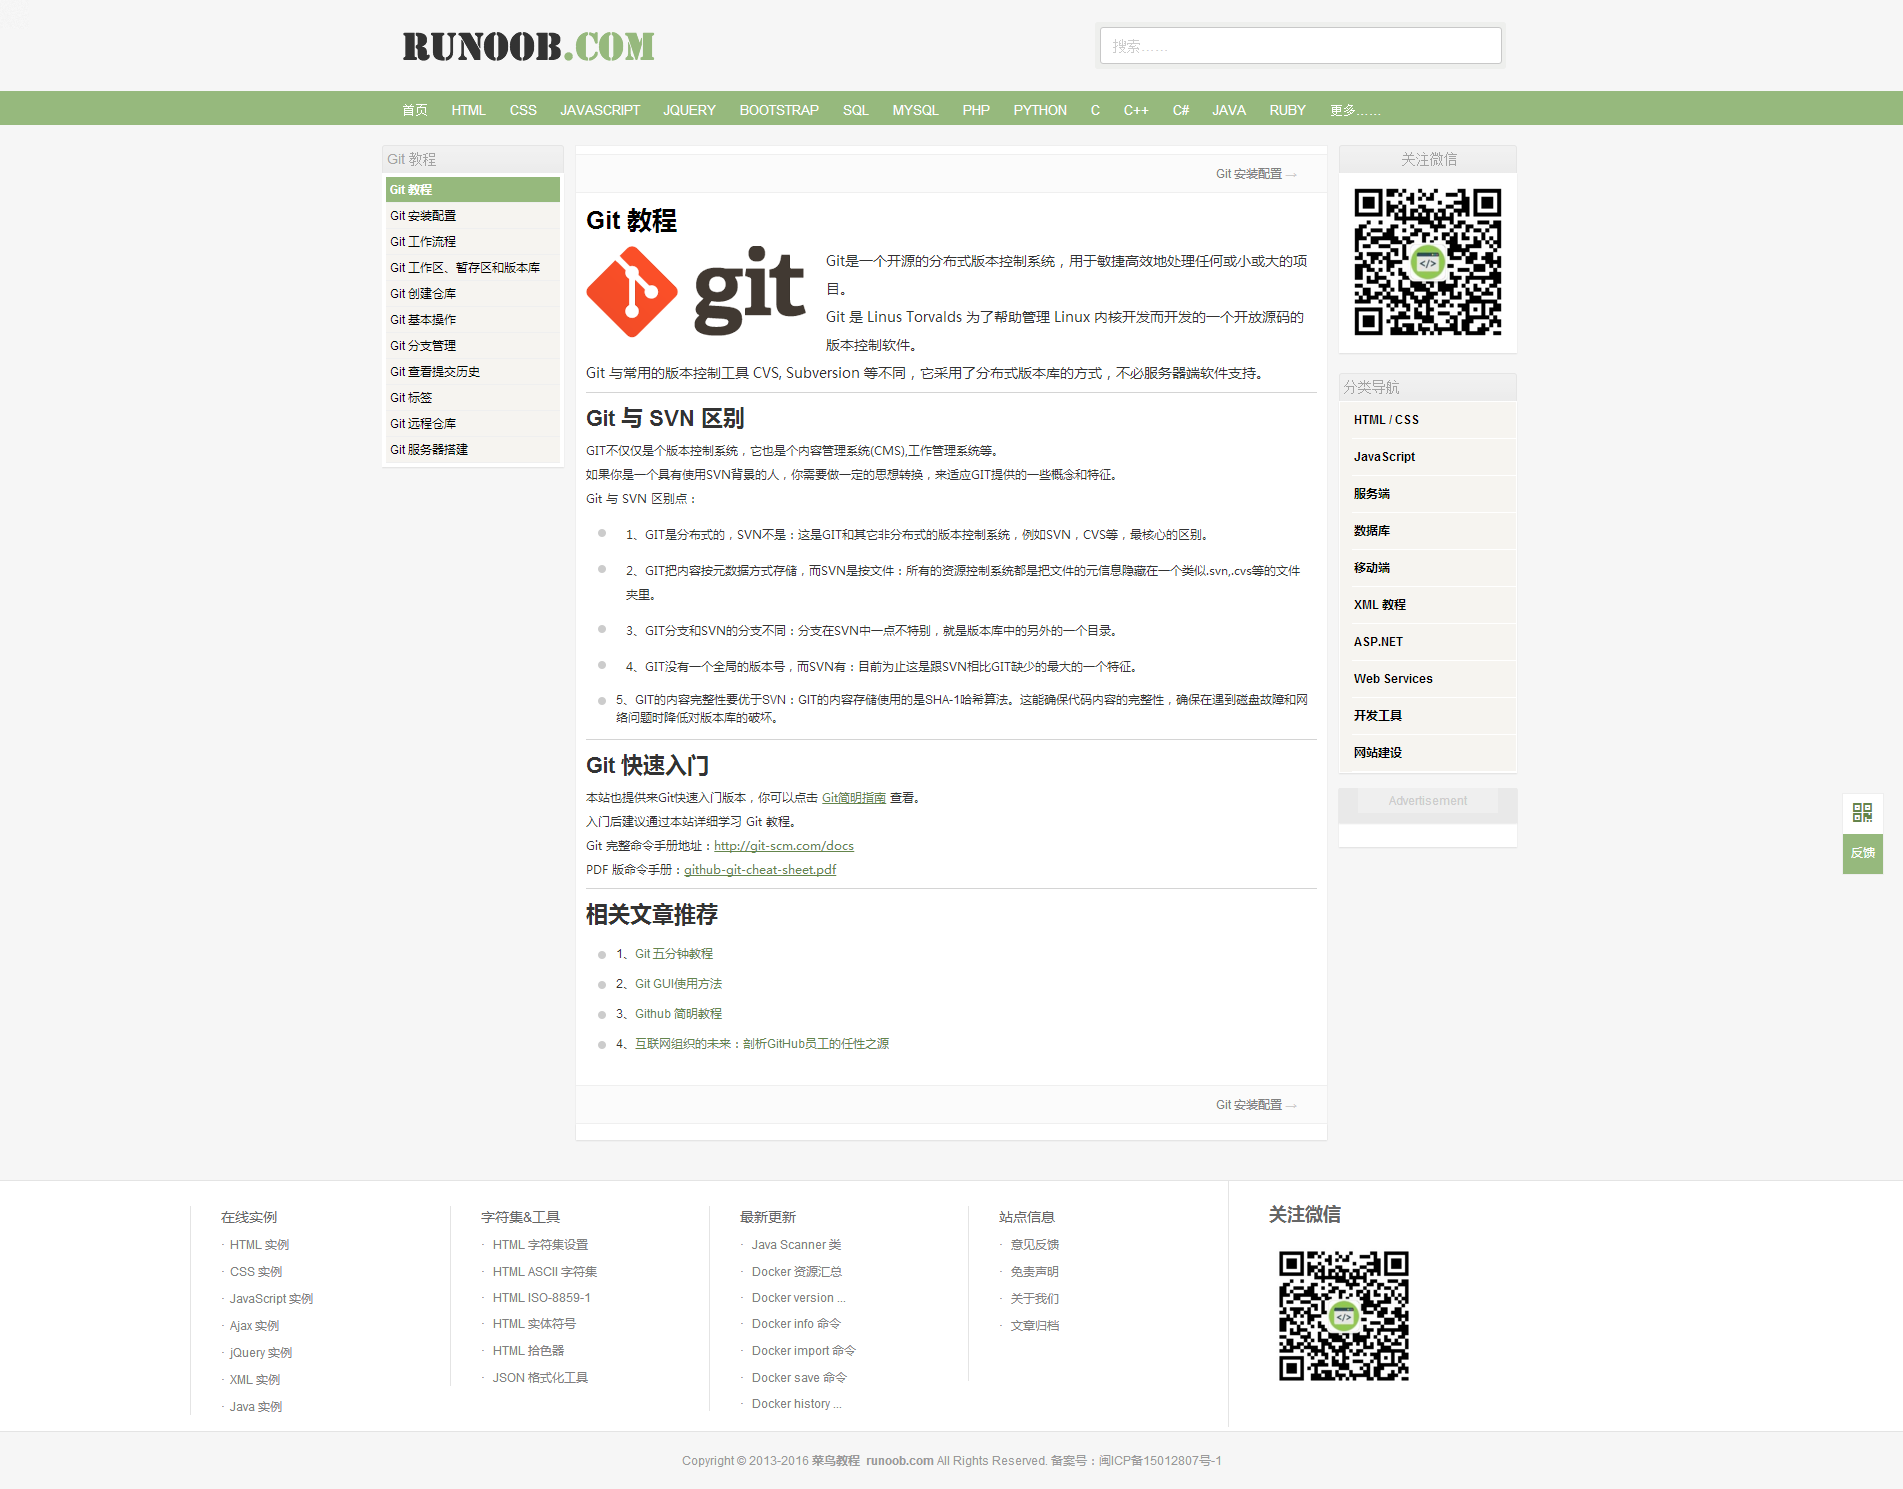 RUNOOB.COM
搜索……
首页 HTML CSS JAVASCRIPT JQUERY BOOTSTRAP SQL MYSQL PHP PYTHON C C++ C# JAVA RUBY 更多……
Git 教程
Git 教程
Git 安装配置
Git 工作流程
Git 工作区、暂存区和版本库
Git 创建仓库
Git 基本操作
Git 分支管理
Git 查看提交历史
Git 标签
Git 远程仓库
Git 服务器搭建
Git 安装配置 →
Git 教程
git
Git是一个开源的分布式版本控制系统，用于敏捷高效地处理任何或小或大的项
目。
Git 是 Linus Torvalds 为了帮助管理 Linux 内核开发而开发的一个开放源码的
版本控制软件。
Git 与常用的版本控制工具 CVS, Subversion 等不同，它采用了分布式版本库的方式，不必服务器端软件支持。
Git 与 SVN 区别
GIT不仅仅是个版本控制系统，它也是个内容管理系统(CMS),工作管理系统等。
如果你是一个具有使用SVN背景的人，你需要做一定的思想转换，来适应GIT提供的一些概念和特征。
Git 与 SVN 区别点：
1、GIT是分布式的，SVN不是：这是GIT和其它非分布式的版本控制系统，例如SVN，CVS等，最核心的区别。
2、GIT把内容按元数据方式存储，而SVN是按文件：所有的资源控制系统都是把文件的元信息隐藏在一个类似.svn,.cvs等的文件
夹里。
3、GIT分支和SVN的分支不同：分支在SVN中一点不特别，就是版本库中的另外的一个目录。
4、GIT没有一个全局的版本号，而SVN有：目前为止这是跟SVN相比GIT缺少的最大的一个特征。
5、GIT的内容完整性要优于SVN：GIT的内容存储使用的是SHA-1哈希算法。这能确保代码内容的完整性，确保在遇到磁盘故障和网
络问题时降低对版本库的破坏。
Git 快速入门
本站也提供来Git快速入门版本，你可以点击 Git简明指南 查看。
入门后建议通过本站详细学习 Git 教程。
Git 完整命令手册地址：http://git-scm.com/docs
PDF 版命令手册：github-git-cheat-sheet.pdf
相关文章推荐
1、Git 五分钟教程
2、Git GUI使用方法
3、Github 简明教程
4、互联网组织的未来：剖析GitHub员工的任性之源
Git 安装配置 →
关注微信
分类导航
HTML / CSS
JavaScript
服务端
数据库
移动端
XML 教程
ASP.NET
Web Services
开发工具
网站建设
Advertisement
反馈
在线实例
· HTML 实例
· CSS 实例
· JavaScript 实例
· Ajax 实例
· jQuery 实例
· XML 实例
· Java 实例
字符集&工具
· HTML 字符集设置
· HTML ASCII 字符集
· HTML ISO-8859-1
· HTML 实体符号
· HTML 拾色器
· JSON 格式化工具
最新更新
· Java Scanner 类
· Docker 资源汇总
· Docker version ...
· Docker info 命令
· Docker import 命令
· Docker save 命令
· Docker history ...
站点信息
· 意见反馈
· 免责声明
· 关于我们
· 文章归档
关注微信
Copyright © 2013-2016 菜鸟教程 runoob.com All Rights Reserved. 备案号：闽ICP备15012807号-1